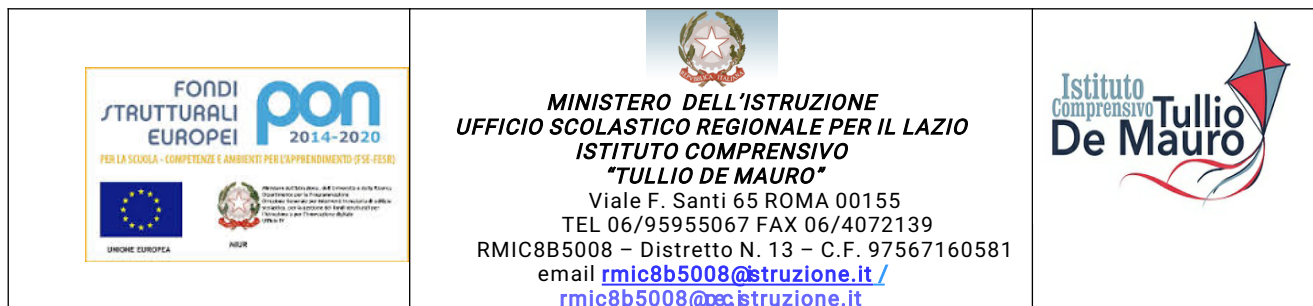 FONDI
STRUTTURALI
EUROPEI
pon
2014-2020
PER LA SCUOLA - COMPETENZE E AMBIENTI PER L'APPRENDIMENTO (FSE-FESR)
UNIONE EUROPEA
MIUR
REPVBBLICA ITALIANA
MINISTERO DELL'ISTRUZIONE
UFFICIO SCOLASTICO REGIONALE PER IL LAZIO
ISTITUTO COMPRENSIVO
“TULLIO DE MAURO”
Viale F. Santi 65 ROMA 00155
TEL 06/95955067 FAX 06/4072139
RMIC8B5008 – Distretto N. 13 – C.F. 97567160581
email rmic8b5008@istruzione.it /
rmic8b5008@pec.istruzione.it
Istituto
Comprensivo Tullio
De Mauro